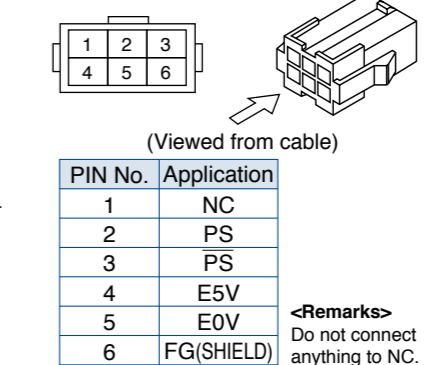 1 2 3
4 5 6
(Viewed from cable)
PIN No. Application
1 NC
2 PS
3 P̅S̅
4 E5V
5 E0V
6 FG(SHIELD)
<Remarks>
Do not connect
anything to NC.